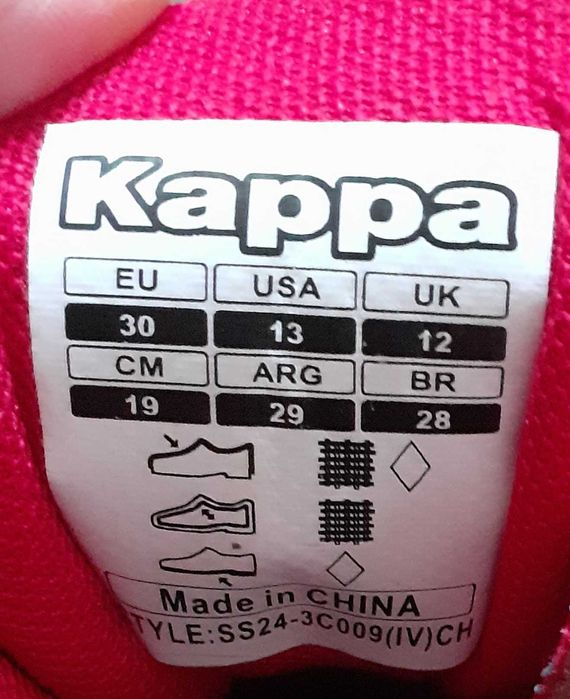 Kappa
EU USA UK
30 13 12
CM ARG BR
19 29 28
Made in CHINA
TYLE:SS24-3C009(IV)CH